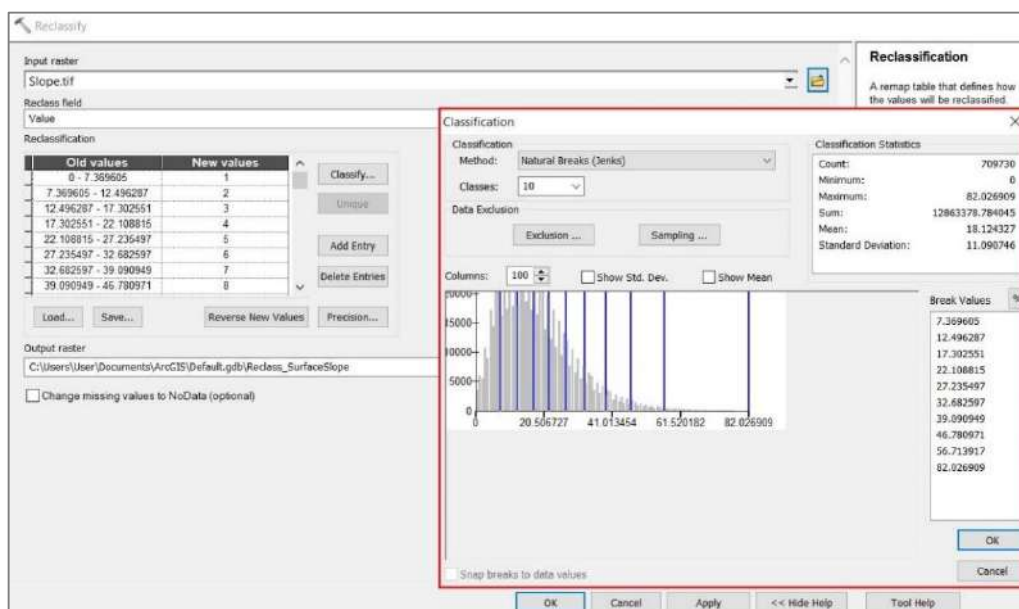 Reclassify
Input raster
Slope.tif
Reclass field
Value
Reclassification
Old values New values
0 - 7.369605 1
7.369605 - 12.496287 2
12.496287 - 17.302551 3
17.302551 - 22.108815 4
22.108815 - 27.235497 5
27.235497 - 32.682597 6
32.682597 - 39.090949 7
39.090949 - 46.780971 8
Classify...
Unique
Add Entry
Delete Entries
Load... Save... Reverse New Values Precision...
Output raster
C:\Users\User\Documents\ArcGIS\Default.gdb\Reclass_SurfaceSlope
Change missing values to NoData (optional)
Reclassification
A remap table that defines how
the values will be reclassified.
Classification
Classification
Method: Natural Breaks (Jenks)
Classes: 10
Data Exclusion
Exclusion ... Sampling ...
Classification Statistics
Count: 709730
Minimum: 0
Maximum: 82.026909
Sum: 12863378.784045
Mean: 18.124327
Standard Deviation: 11.090746
Columns: 100 Show Std. Dev. Show Mean
20000
15000
10000
5000
0
0 20.506727 41.013454 61.520182 82.026909
Break Values %
7.369605
12.496287
17.302551
22.108815
27.235497
32.682597
39.090949
46.780971
56.713917
82.026909
OK
Cancel
Snap breaks to data values
OK Cancel Apply << Hide Help Tool Help